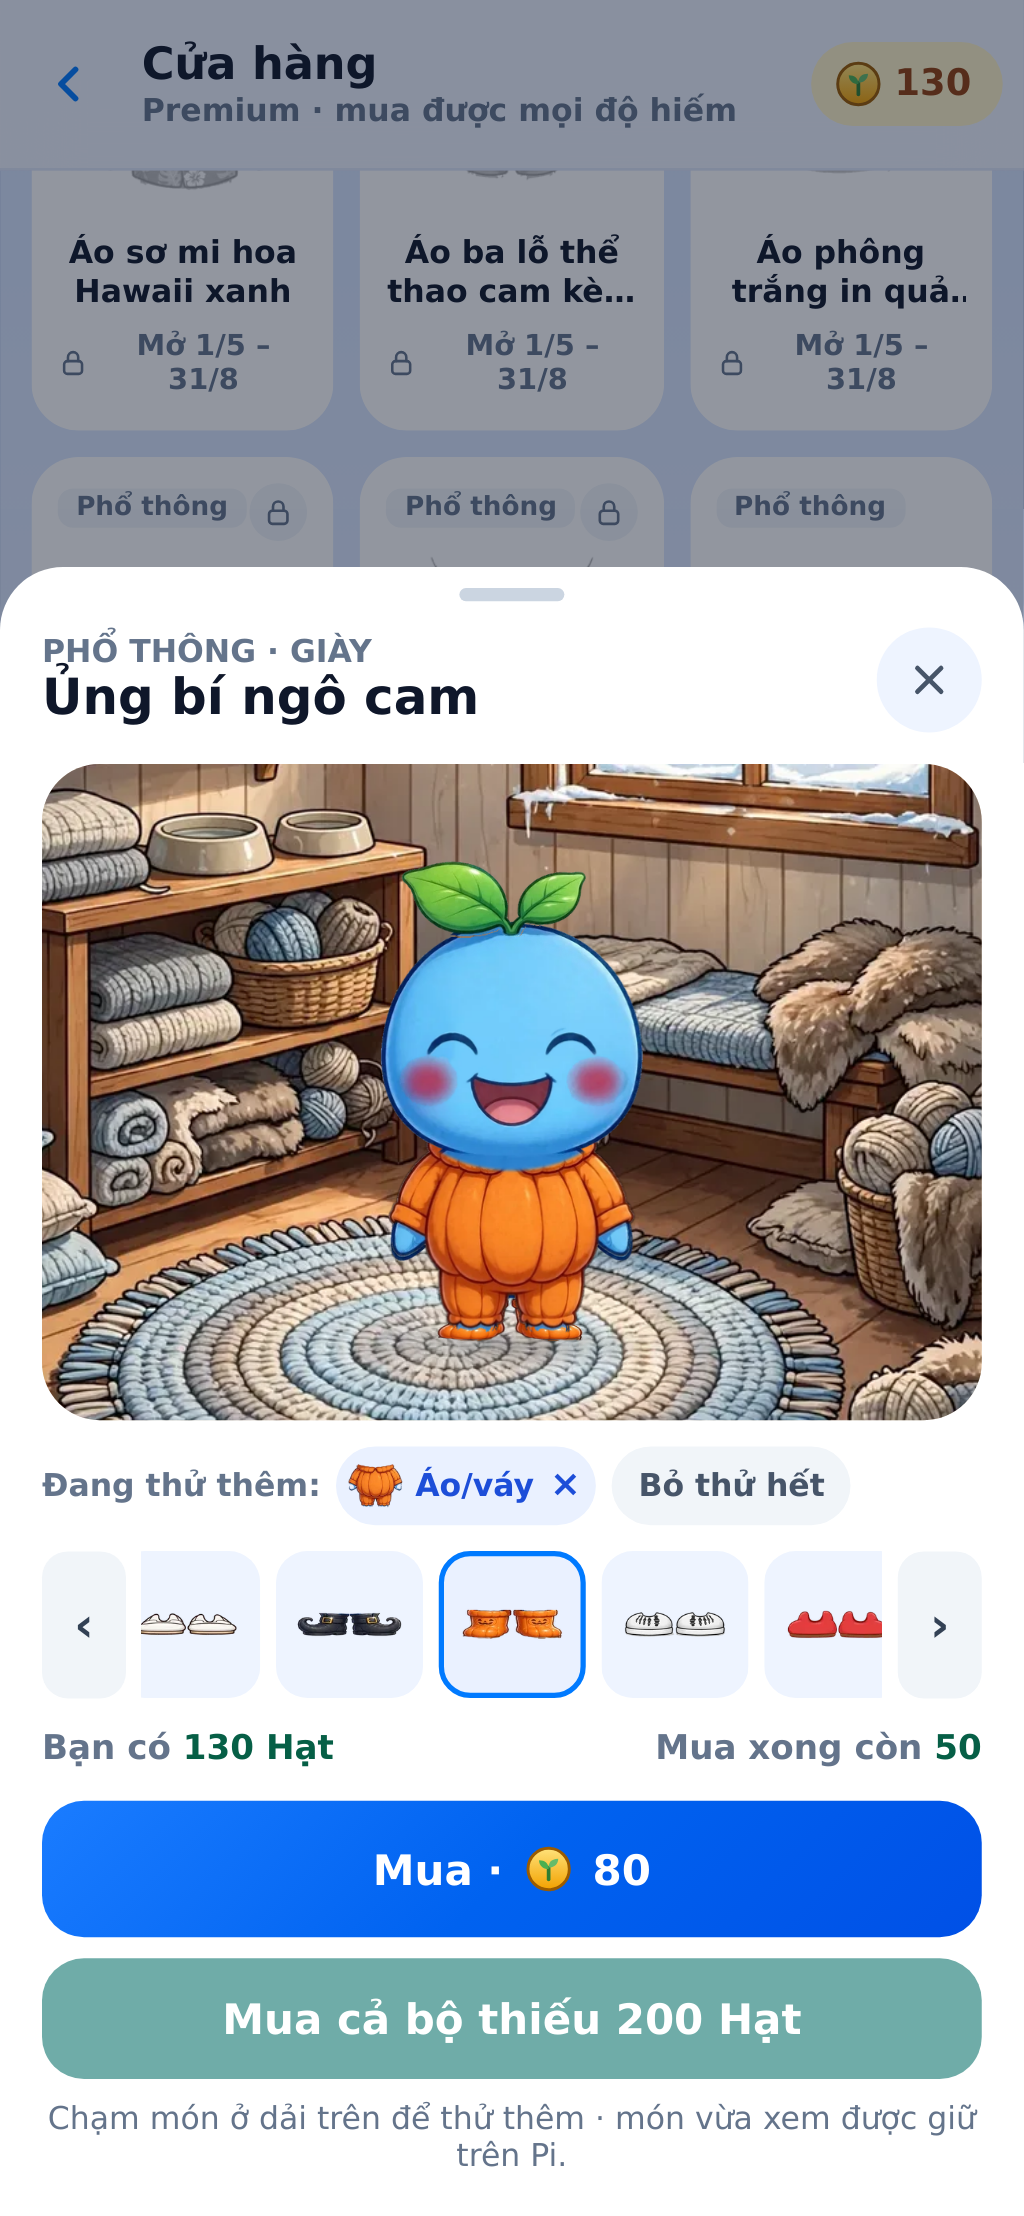 Cửa hàng
Premium · mua được mọi độ hiếm
130
Áo sơ mi hoa
Hawaii xanh
Mở 1/5 –
31/8
Áo ba lỗ thể
thao cam kè…
Mở 1/5 –
31/8
Áo phông
trắng in quả..
Mở 1/5 –
31/8
Phổ thông
Phổ thông
Phổ thông
PHỔ THÔNG · GIÀY
Ủng bí ngô cam
Đang thử thêm:
Áo/váy ✕
Bỏ thử hết
‹
›
Bạn có 130 Hạt
Mua xong còn 50
Mua · 80
Mua cả bộ thiếu 200 Hạt
Chạm món ở dải trên để thử thêm · món vừa xem được giữ
trên Pi.